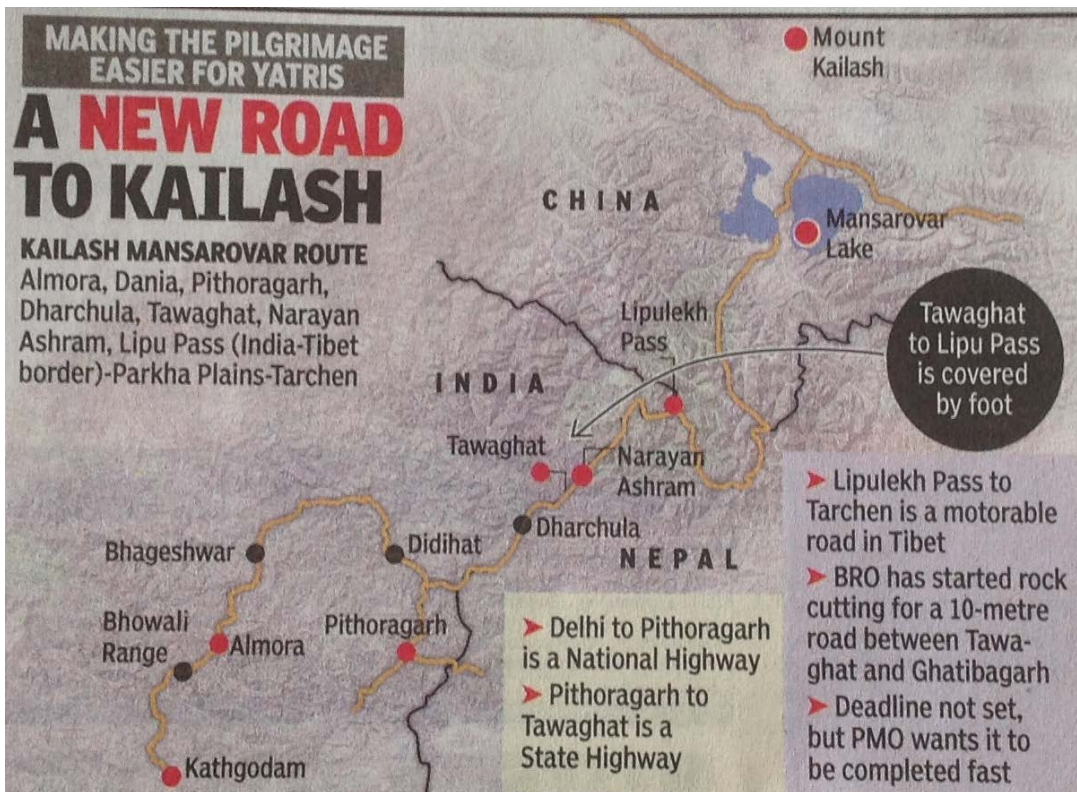 MAKING THE PILGRIMAGE
EASIER FOR YATRIS
A NEW ROAD
TO KAILASH
KAILASH MANSAROVAR ROUTE
Almora, Dania, Pithoragarh,
Dharchula, Tawaghat, Narayan
Ashram, Lipu Pass (India-Tibet
border)-Parkha Plains-Tarchen
Mount
Kailash
CHINA
Mansarovar
Lake
Lipulekh
Pass
Tawaghat
to Lipu Pass
is covered
by foot
INDIA
Tawaghat
Narayan
Ashram
Dharchula
NEPAL
Bhageshwar
Didihat
Bhowali
Range
Almora
Pithoragarh
Kathgodam
➤ Delhi to Pithoragarh
is a National Highway
➤ Pithoragarh to
Tawaghat is a
State Highway
➤ Lipulekh Pass to
Tarchen is a motorable
road in Tibet
➤ BRO has started rock
cutting for a 10-metre
road between Tawa-
ghat and Ghatibagarh
➤ Deadline not set,
but PMO wants it to
be completed fast